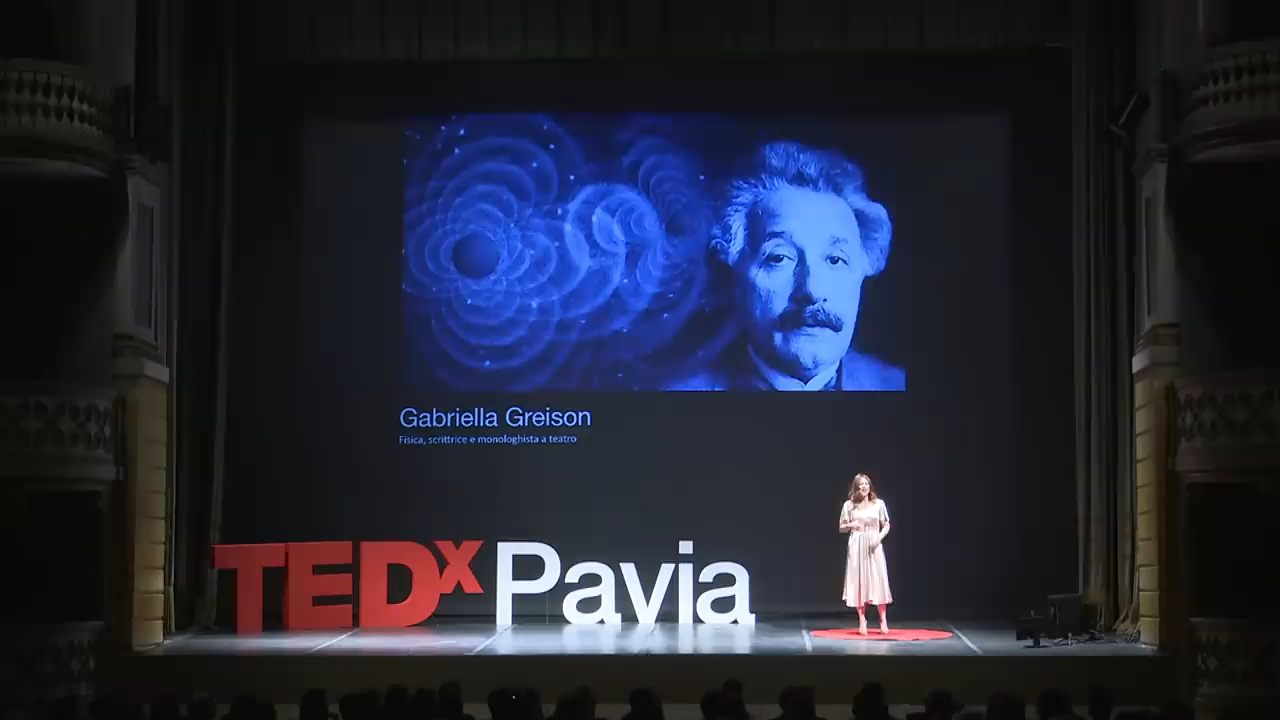 Gabriella Greison
Fisica, scrittrice e monologhista a teatro
TEDx Pavia